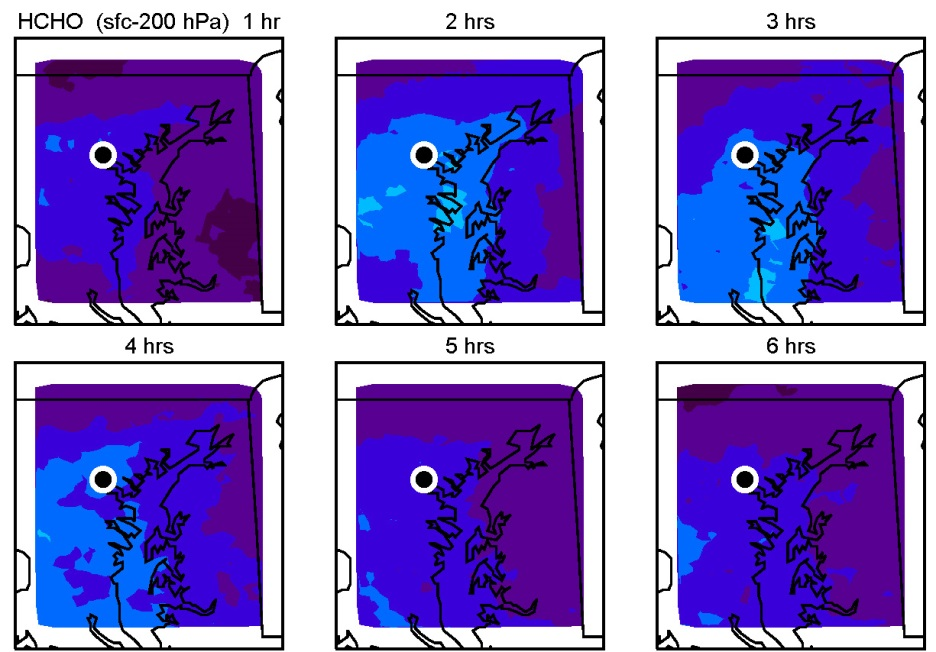 HCHO (sfc-200 hPa) 1 hr
2 hrs
3 hrs
4 hrs
5 hrs
6 hrs